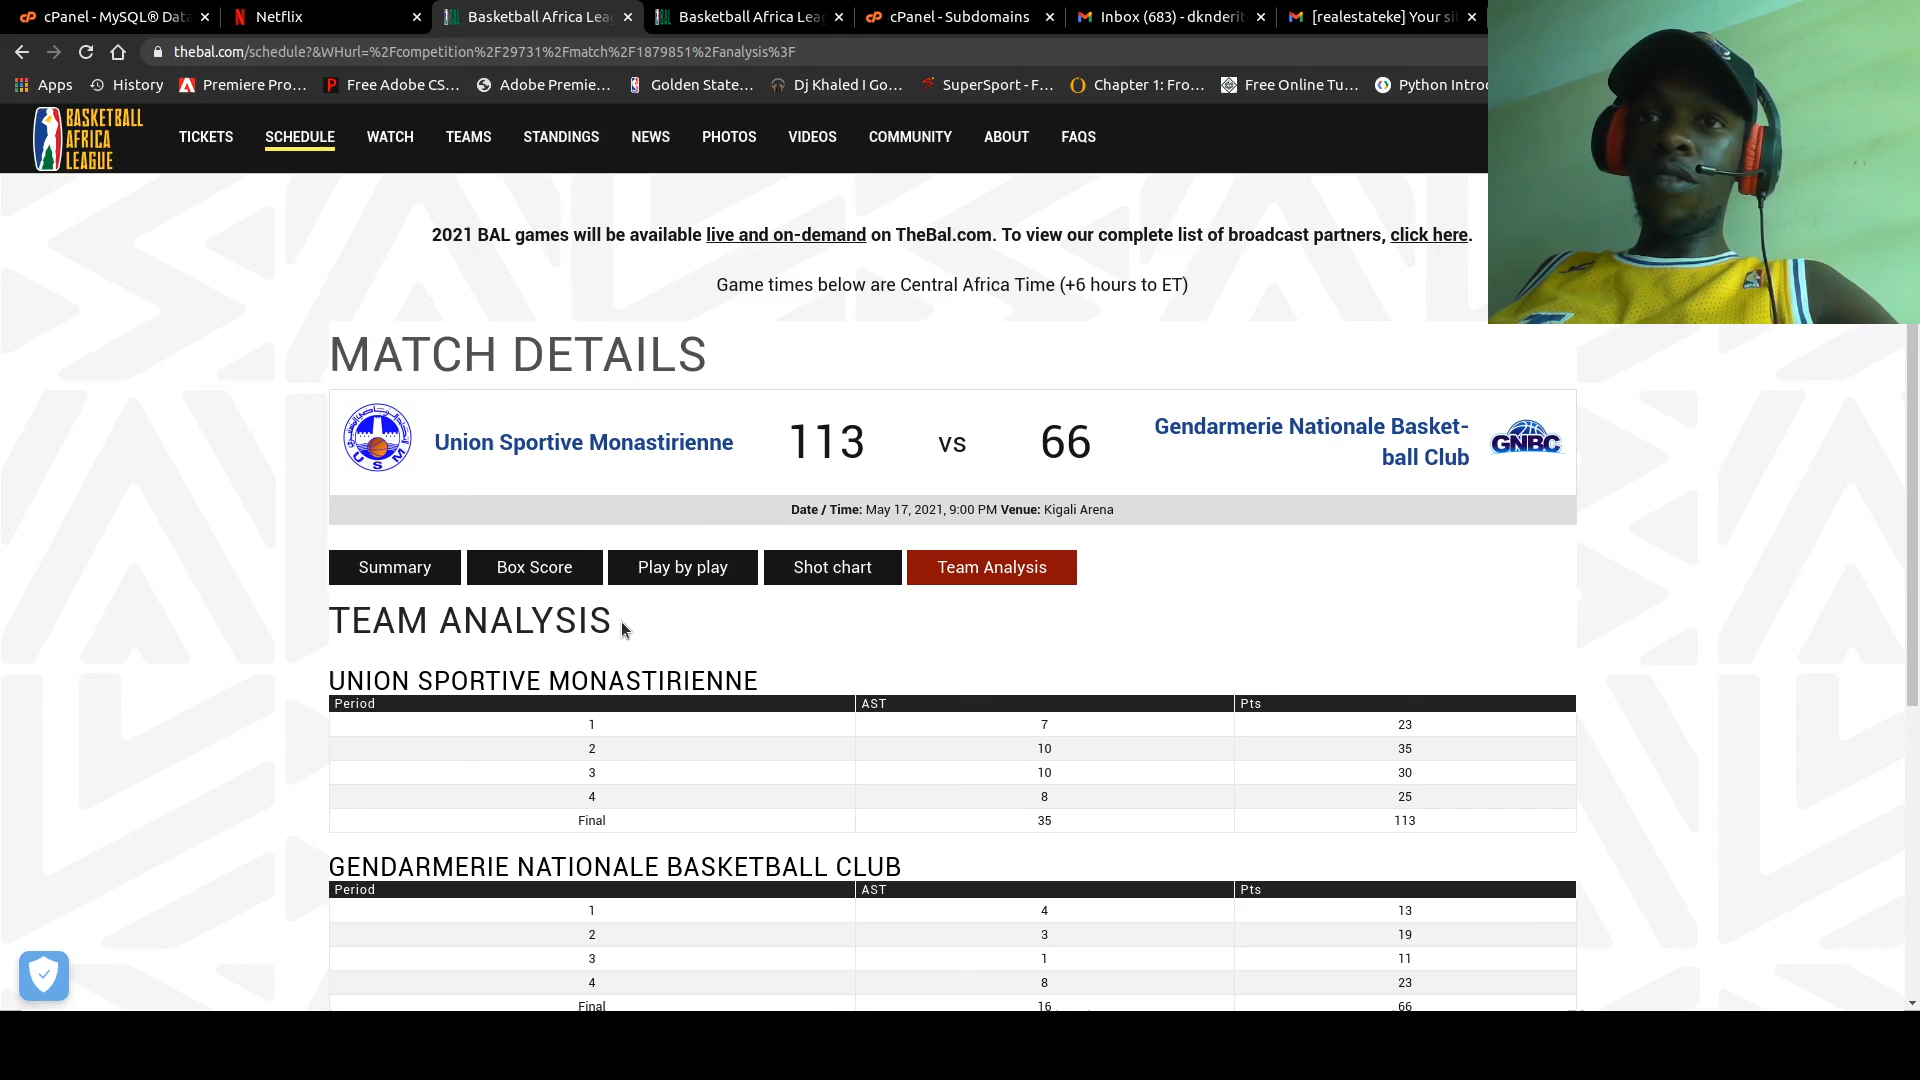 cPanel - MySQL® Data
Netflix
Basketball Africa Lea
Basketball Africa Lea
cPanel - Subdomains
Inbox (683) - dknderit
[realestateke] Your si
thebal.com/schedule?&WHurl=%2Fcompetition%2F29731%2Fmatch%2F1879851%2Fanalysis%3F
Apps
History
Premiere Pro...
Free Adobe CS...
Adobe Premie...
Golden State...
Dj Khaled I Go...
SuperSport - F...
Chapter 1: Fro...
Free Online Tu...
Python Intro
BASKETBALL
AFRICA
LEAGUE
TICKETS
SCHEDULE
WATCH
TEAMS
STANDINGS
NEWS
PHOTOS
VIDEOS
COMMUNITY
ABOUT
FAQS
2021 BAL games will be available live and on-demand on TheBal.com. To view our complete list of broadcast partners, click here.
Game times below are Central Africa Time (+6 hours to ET)
MATCH DETAILS
USM
Union Sportive Monastirienne
113
vs
66
Gendarmerie Nationale Basket-
ball Club
GNBC
Date / Time: May 17, 2021, 9:00 PM Venue: Kigali Arena
Summary
Box Score
Play by play
Shot chart
Team Analysis
TEAM ANALYSIS
UNION SPORTIVE MONASTIRIENNE
Period AST Pts
1 7 23
2 10 35
3 10 30
4 8 25
Final 35 113
GENDARMERIE NATIONALE BASKETBALL CLUB
Period AST Pts
1 4 13
2 3 19
3 1 11
4 8 23
Final 16 66